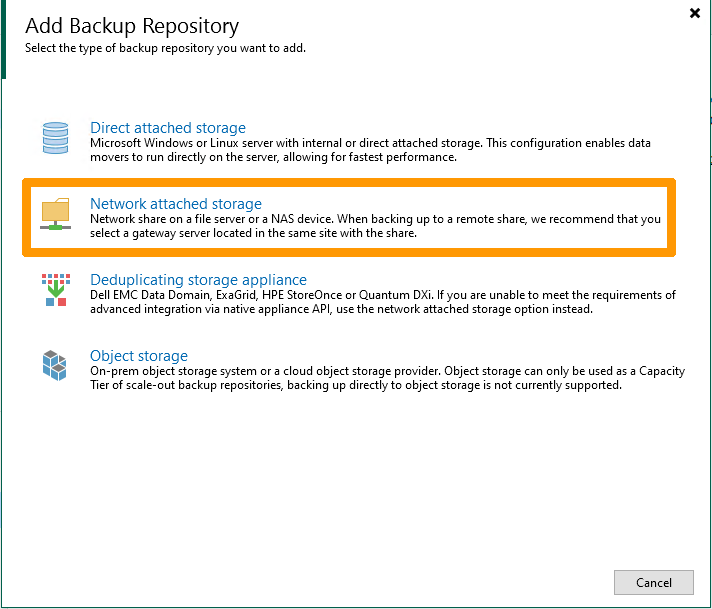 Add Backup Repository
Select the type of backup repository you want to add.
Direct attached storage
Microsoft Windows or Linux server with internal or direct attached storage. This configuration enables data
movers to run directly on the server, allowing for fastest performance.
Network attached storage
Network share on a file server or a NAS device. When backing up to a remote share, we recommend that you
select a gateway server located in the same site with the share.
Deduplicating storage appliance
Dell EMC Data Domain, ExaGrid, HPE StoreOnce or Quantum DXi. If you are unable to meet the requirements of
advanced integration via native appliance API, use the network attached storage option instead.
Object storage
On-prem object storage system or a cloud object storage provider. Object storage can only be used as a Capacity
Tier of scale-out backup repositories, backing up directly to object storage is not currently supported.
Cancel